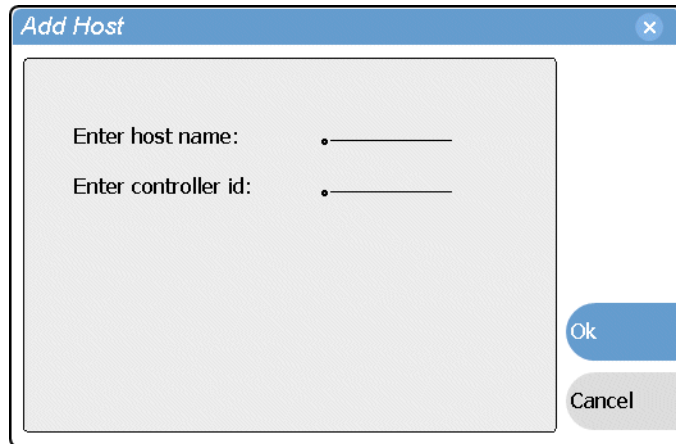 Add Host
Enter host name:
Enter controller id:
Ok
Cancel